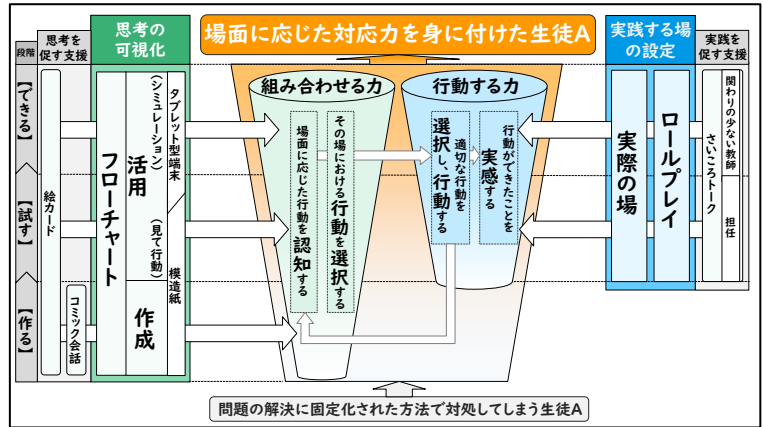 場面に応じた対応力を身に付けた生徒A
段階
【できる】
【試す】
【作る】
思考を
促す支援
絵カード
コミック会話
思考の
可視化
フローチャート
活用
(シミュレーション)
(見て行動)
作成
タブレット型端末
模造紙
組み合わせる力
場面に応じた行動を認知する
その場における行動を選択する
行動する力
適切な行動を
選択し、行動する
行動ができたことを
実感する
実践する場
の設定
実際の場
ロールプレイ
実践を
促す支援
さいころトーク
関わりの少ない教師
担任
問題の解決に固定化された方法で対処してしまう生徒A